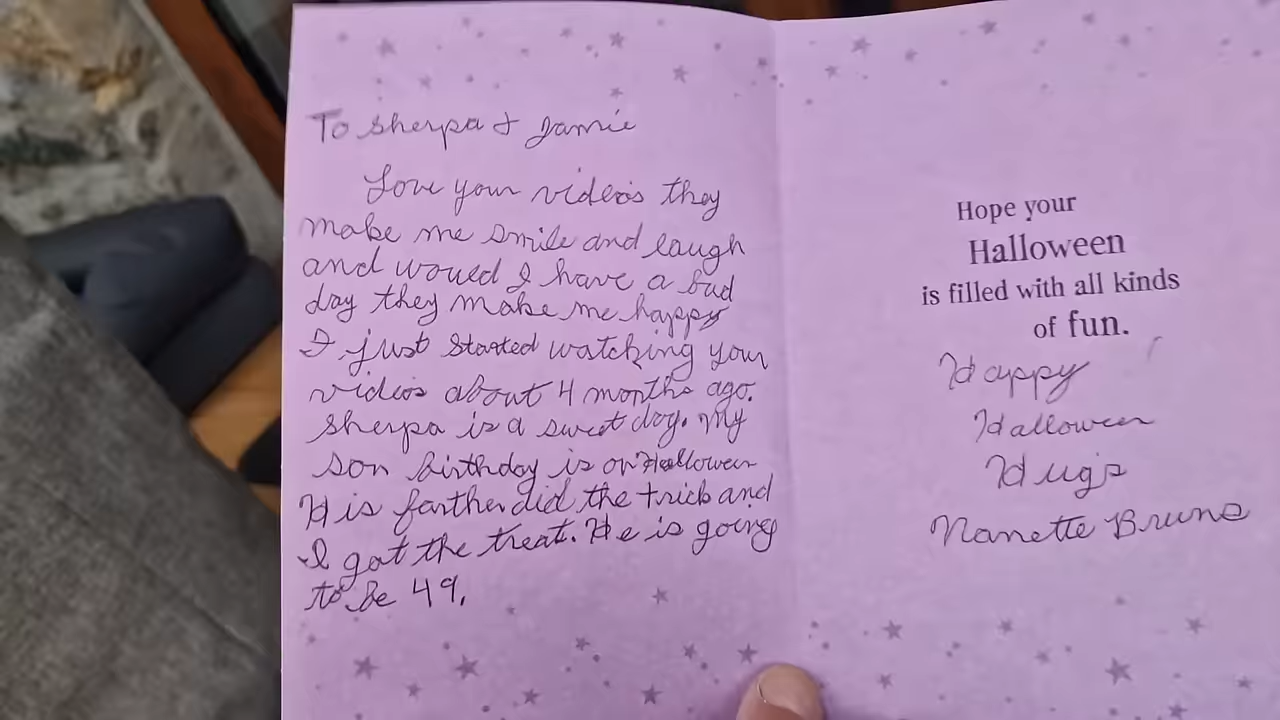 To Sherpa & Jamie
Love your videos they
make me smile and laugh
and would I have a bad
day they make me happy
I just started watching your
videos about 4 months ago.
Sherpa is a sweet dog. My
son birthday is on Halloween
His farther did the trick and
I got the treat. He is going
to be 49.
Hope your
Halloween
is filled with all kinds
of fun.
Happy
Halloween
Hugs
Nanette Bruns